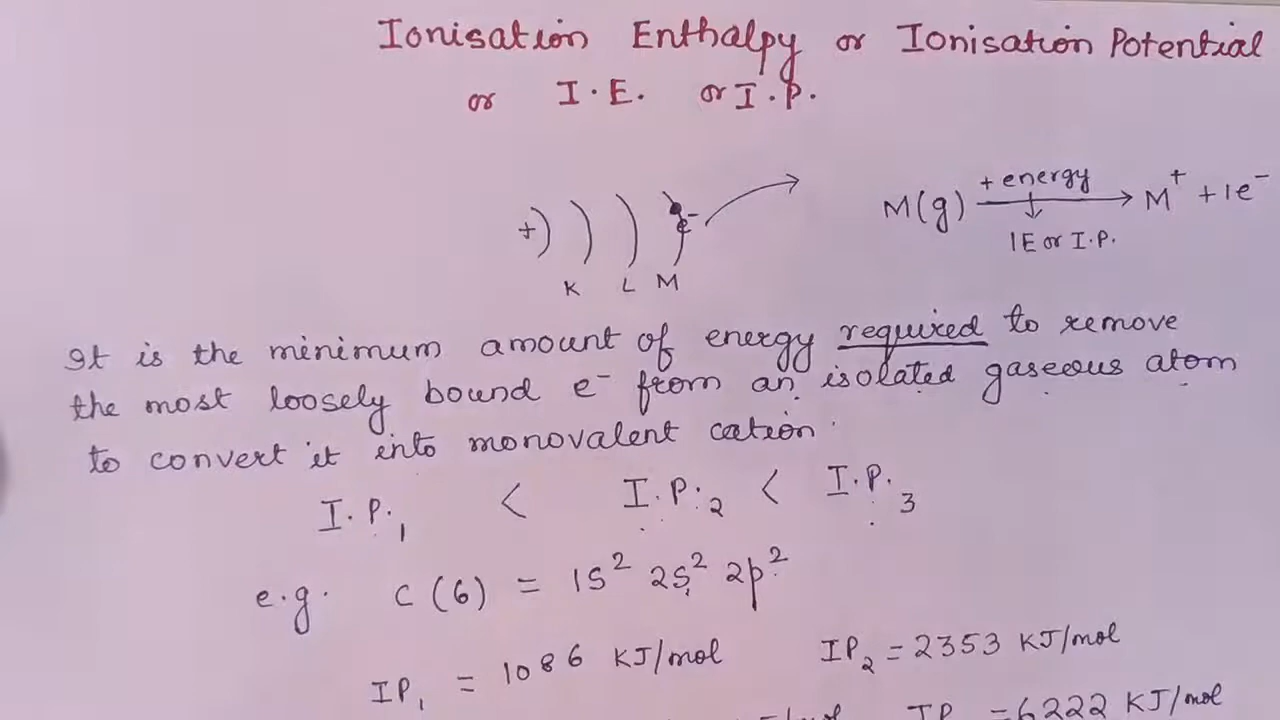 Ionisation Enthalpy or Ionisation Potential
or I.E. or I.P.
+) K L M e⁻
M(g) + energy → M⁺ + 1e⁻
↓
IE or I.P.
It is the minimum amount of energy required to remove
the most loosely bound e⁻ from an isolated gaseous atom
to convert it into monovalent cation.
I.P.₁ < I.P.₂ < I.P.₃
e.g. C (6) = 1S² 2S² 2p²
IP₁ = 1086 KJ/mol IP₂ = 2353 KJ/mol
IP = 6222 KJ/mol